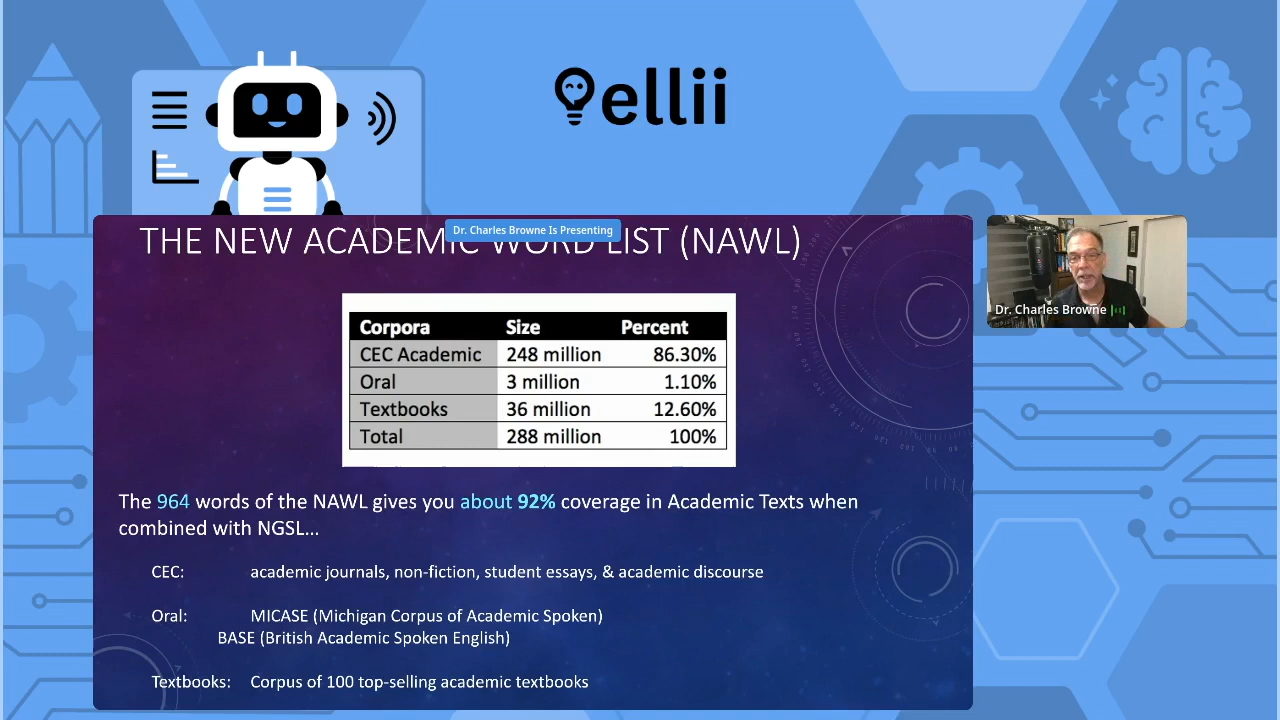 ellii
Dr. Charles Browne Is Presenting
THE NEW ACADEMIC WORD LIST (NAWL)
Corpora Size Percent
CEC Academic 248 million 86.30%
Oral 3 million 1.10%
Textbooks 36 million 12.60%
Total 288 million 100%
Dr. Charles Browne
The 964 words of the NAWL gives you about 92% coverage in Academic Texts when
combined with NGSL...
CEC: academic journals, non-fiction, student essays, & academic discourse
Oral: MICASE (Michigan Corpus of Academic Spoken)
BASE (British Academic Spoken English)
Textbooks: Corpus of 100 top-selling academic textbooks